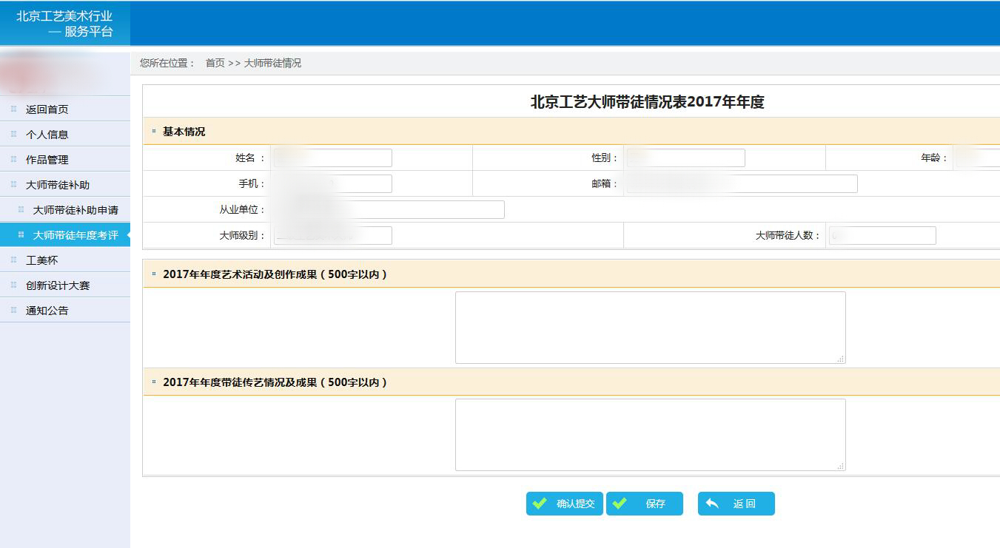 北京工艺美术行业
— 服务平台
您所在位置： 首页 >> 大师带徒情况
返回首页
个人信息
作品管理
大师带徒补助
大师带徒补助申请
大师带徒年度考评
工美杯
创新设计大赛
通知公告
北京工艺大师带徒情况表2017年年度
基本情况
姓名 ： 性别： 年龄：
手机： 邮箱：
从业单位：
大师级别： 大师带徒人数：
2017年年度艺术活动及创作成果（500字以内）
2017年年度带徒传艺情况及成果（500字以内）
确认提交 保存 返 回